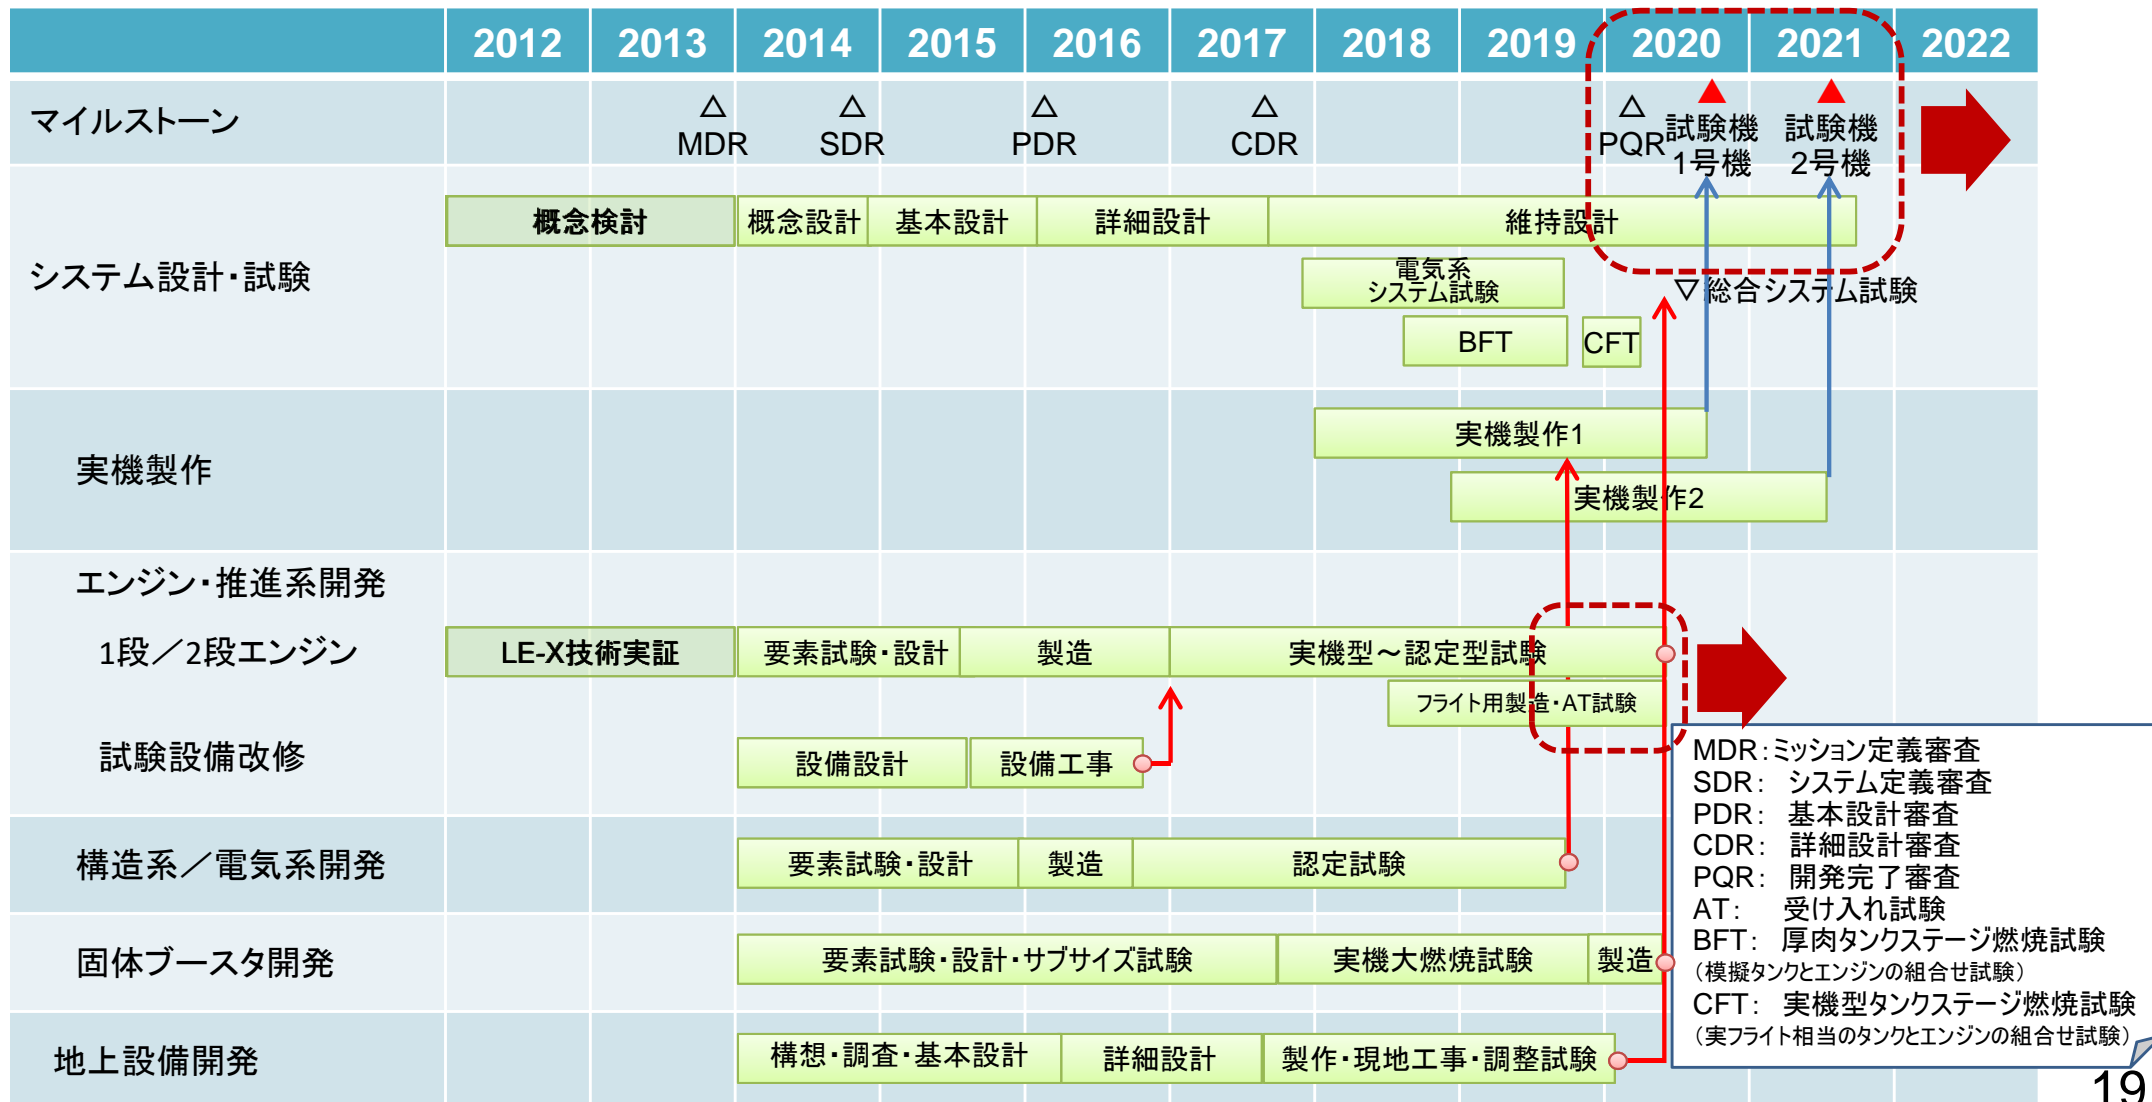 2012 2013 2014 2015 2016 2017 2018 2019 2020 2021 2022
マイルストーン
△ △ △ △ △ ▲ ▲
MDR SDR PDR CDR PQR
試験機 試験機
1号機 2号機
システム設計・試験
概念検討 概念設計 基本設計 詳細設計 維持設計
電気系
システム試験
▽総合システム試験
BFT CFT
実機製作
実機製作1
実機製作2
エンジン・推進系開発
1段／2段エンジン
LE-X技術実証 要素試験・設計 製造 実機型～認定型試験
フライト用製造・AT試験
試験設備改修
設備設計 設備工事
構造系／電気系開発
要素試験・設計 製造 認定試験
固体ブースタ開発
要素試験・設計・サブサイズ試験 実機大燃焼試験 製造
地上設備開発
構想・調査・基本設計 詳細設計 製作・現地工事・調整試験
MDR：ミッション定義審査
SDR： システム定義審査
PDR： 基本設計審査
CDR： 詳細設計審査
PQR： 開発完了審査
AT： 受け入れ試験
BFT： 厚肉タンクステージ燃焼試験
（模擬タンクとエンジンの組合せ試験）
CFT： 実機型タンクステージ燃焼試験
（実フライト相当のタンクとエンジンの組合せ試験）
19